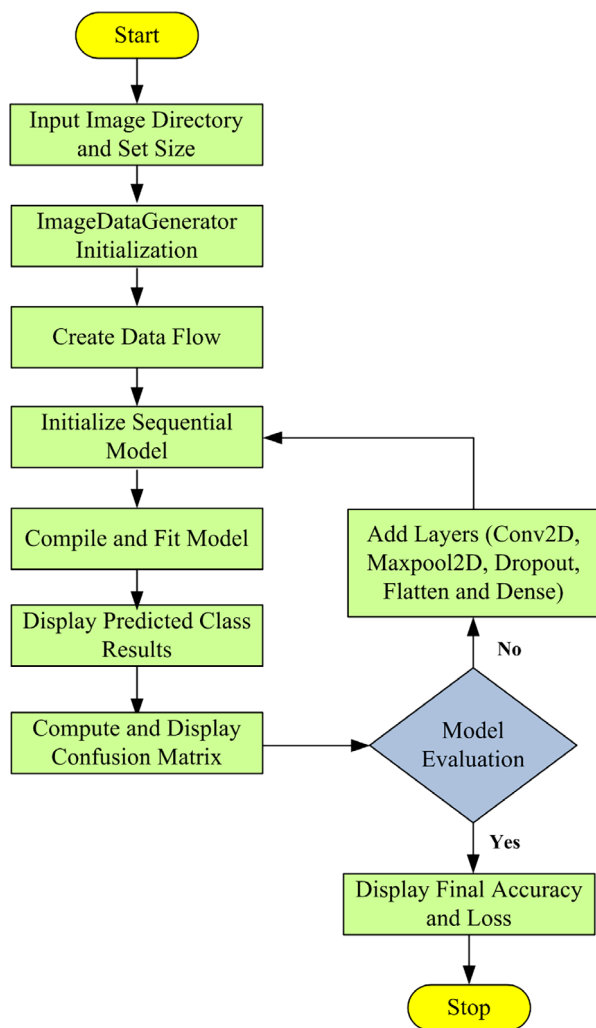 Start
Input Image Directory
and Set Size
ImageDataGenerator
Initialization
Create Data Flow
Initialize Sequential
Model
Compile and Fit Model
Display Predicted Class
Results
Compute and Display
Confusion Matrix
Add Layers (Conv2D,
Maxpool2D, Dropout,
Flatten and Dense)
No
Model
Evaluation
Yes
Display Final Accuracy
and Loss
Stop